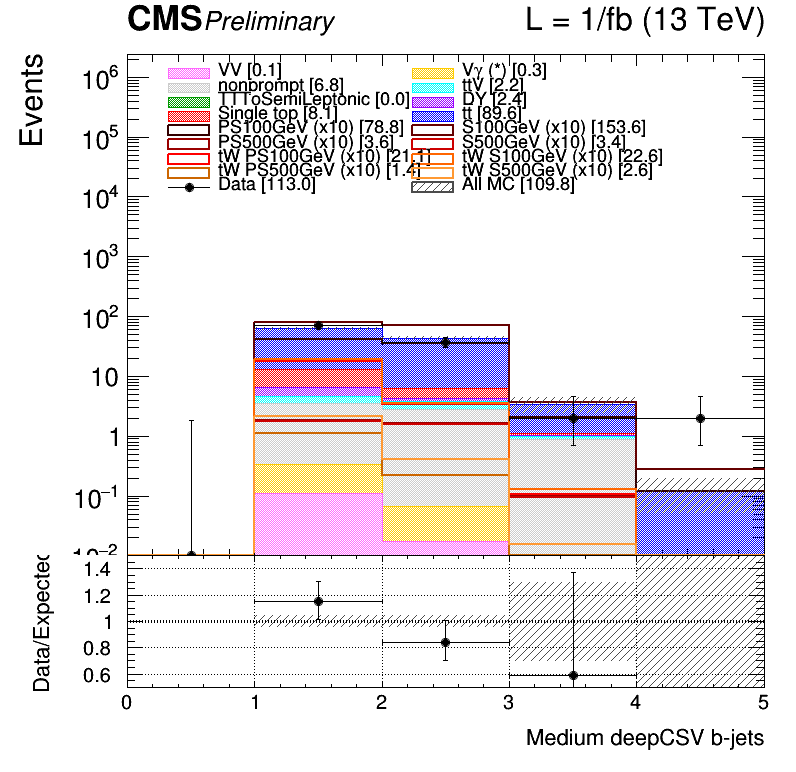 CMS Preliminary L = 1/fb (13 TeV)
Events
VV [0.1] Vγ (*) [0.3]
nonprompt [6.8] ttV [2.2]
TTToSemiLeptonic [0.0] DY [2.4]
Single top [8.1] tt [89.6]
PS100GeV (x10) [78.8] S100GeV (x10) [153.6]
PS500GeV (x10) [3.6] S500GeV (x10) [3.4]
tW PS100GeV (x10) [21.1] tW S100GeV (x10) [22.6]
tW PS500GeV (x10) [1.4] tW S500GeV (x10) [2.6]
Data [113.0] All MC [109.8]
10⁶
10⁵
10⁴
10³
10²
10
1
10⁻¹
10⁻²
Data/Expected
1.4
1.2
1
0.8
0.6
0 1 2 3 4 5
Medium deepCSV b-jets